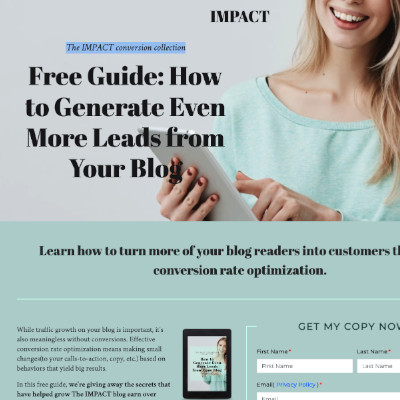 IMPACT
The IMPACT conversion collection
Free Guide: How
to Generate Even
More Leads from
Your Blog
Learn how to turn more of your blog readers into customers th
conversion rate optimization.
While traffic growth on your blog is important, it's
also meaningless without conversions. Effective
conversion rate optimization means making small
changes(to your calls-to-action, copy, etc.) based on
behaviors that yield big results.
In this free guide, we're giving away the secrets that
have helped grow The IMPACT blog earn over
How to
Generate Even
More Leads
From Your Blog
GET MY COPY NOW
First Name*
Last Name*
First Name
Last Name
Email( Privacy Policy )*
Email